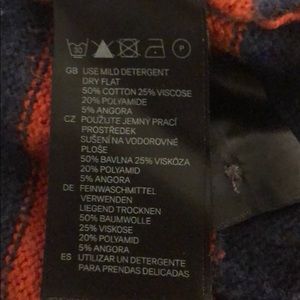 30
P
GB USE MILD DETERGENT
DRY FLAT
50% COTTON 25% VISCOSE
20% POLYAMIDE
5% ANGORA
CZ POUŽIJTE JEMNÝ PRACÍ
PROSTŘEDEK
SUŠENÍ NA VODOROVNÉ
PLOŠE
50% BAVLNA 25% VISKÓZA
20% POLYAMID
5% ANGORA
DE FEINWASCHMITTEL
VERWENDEN
LIEGEND TROCKNEN
50% BAUMWOLLE
25% VISKOSE
20% POLYAMID
5% ANGORA
ES UTILIZAR UN DETERGENTE
PARA PRENDAS DELICADAS